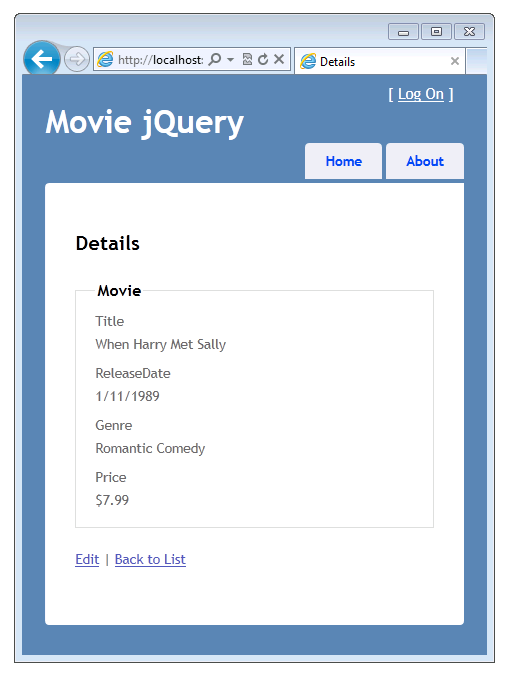 http://localhost:
Details
[ Log On ]
Movie jQuery
Home About
Details
Movie
Title
When Harry Met Sally
ReleaseDate
1/11/1989
Genre
Romantic Comedy
Price
$7.99
Edit | Back to List